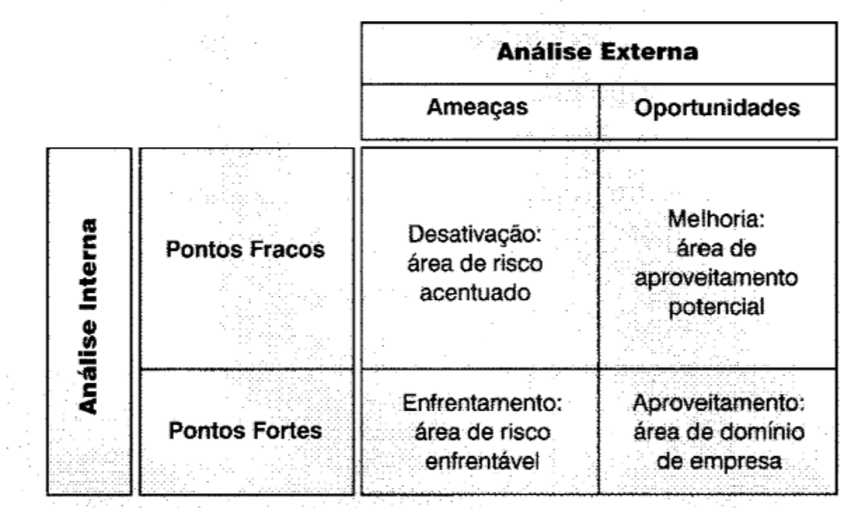 Análise Externa
Ameaças
Oportunidades
Análise Interna
Pontos Fracos
Desativação:
área de risco
acentuado
Melhoria:
área de
aproveitamento
potencial
Pontos Fortes
Enfrentamento:
área de risco
enfrentável
Aproveitamento:
área de domínio
de empresa